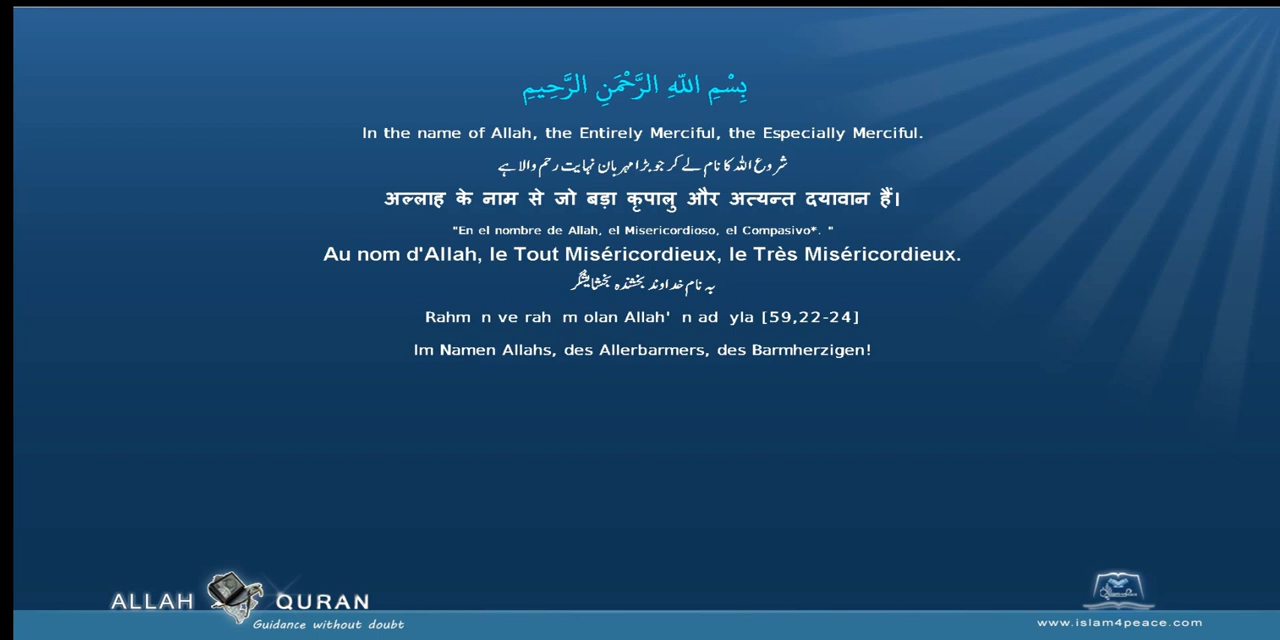 بِسْمِ اللّٰهِ الرَّحْمَنِ الرَّحِيمِ
In the name of Allah, the Entirely Merciful, the Especially Merciful.
شروع اللہ کا نام لے کر جو بڑا مہربان نہایت رحم والا ہے
अल्लाह के नाम से जो बड़ा कृपालु और अत्यन्त दयावान हैं।
"En el nombre de Allah, el Misericordioso, el Compasivo*. "
Au nom d'Allah, le Tout Miséricordieux, le Très Miséricordieux.
به نام خداوند بخشنده بخشایشگر
Rahm n ve rah m olan Allah' n ad yla [59,22-24]
Im Namen Allahs, des Allerbarmers, des Barmherzigen!
ALLAH QURAN
Guidance without doubt
www.islam4peace.com